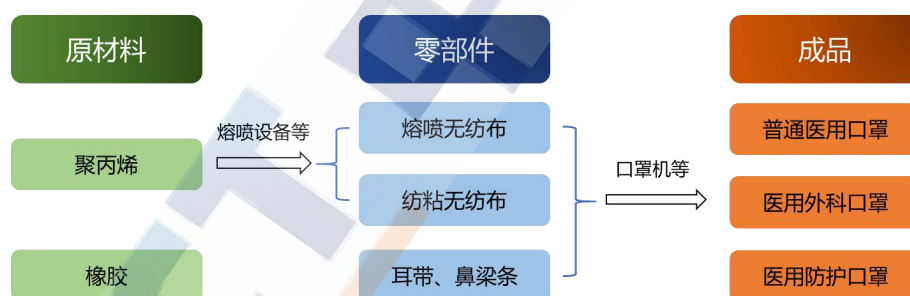 原材料
零部件
成品
熔喷设备等
熔喷无纺布
普通医用口罩
聚丙烯
口罩机等
纺粘无纺布
医用外科口罩
橡胶
耳带、鼻梁条
医用防护口罩